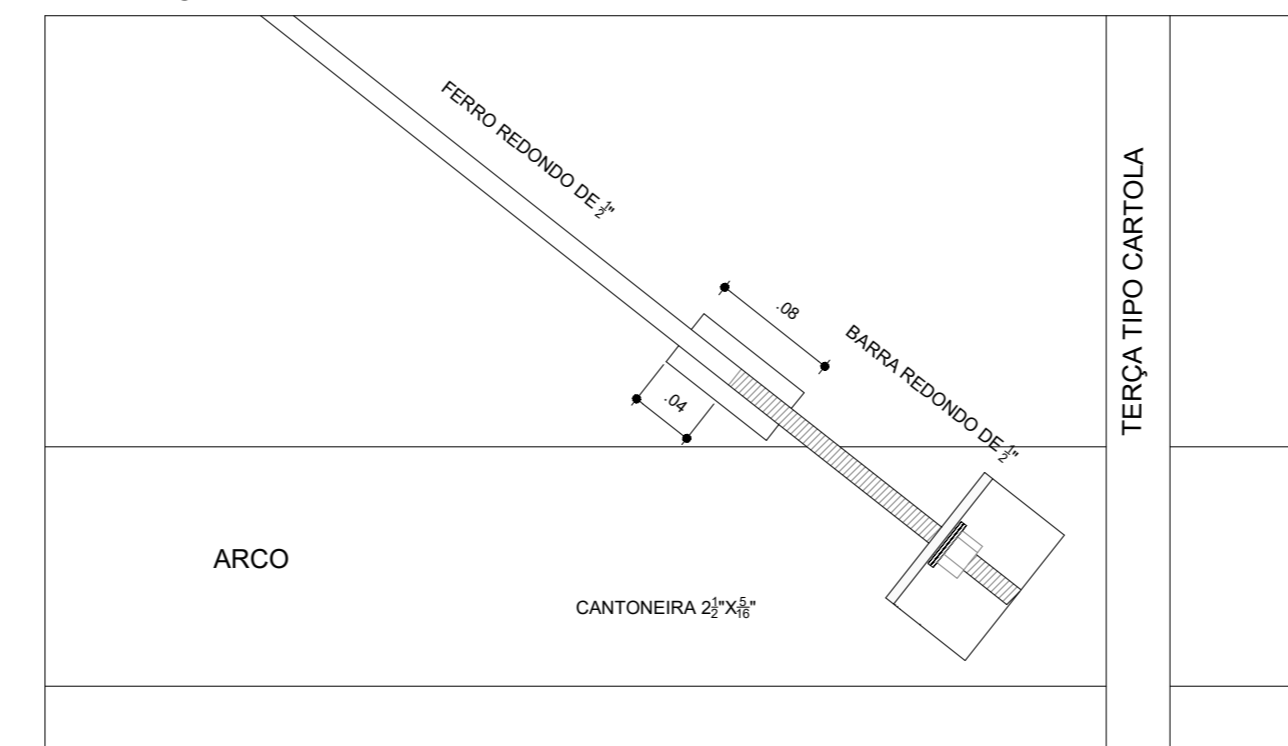 FERRO REDONDO DE 1/2"
.08
BARRA REDONDO DE 1/2"
TERÇA TIPO CARTOLA
.04
ARCO
CANTONEIRA 2 1/2"X5/16"